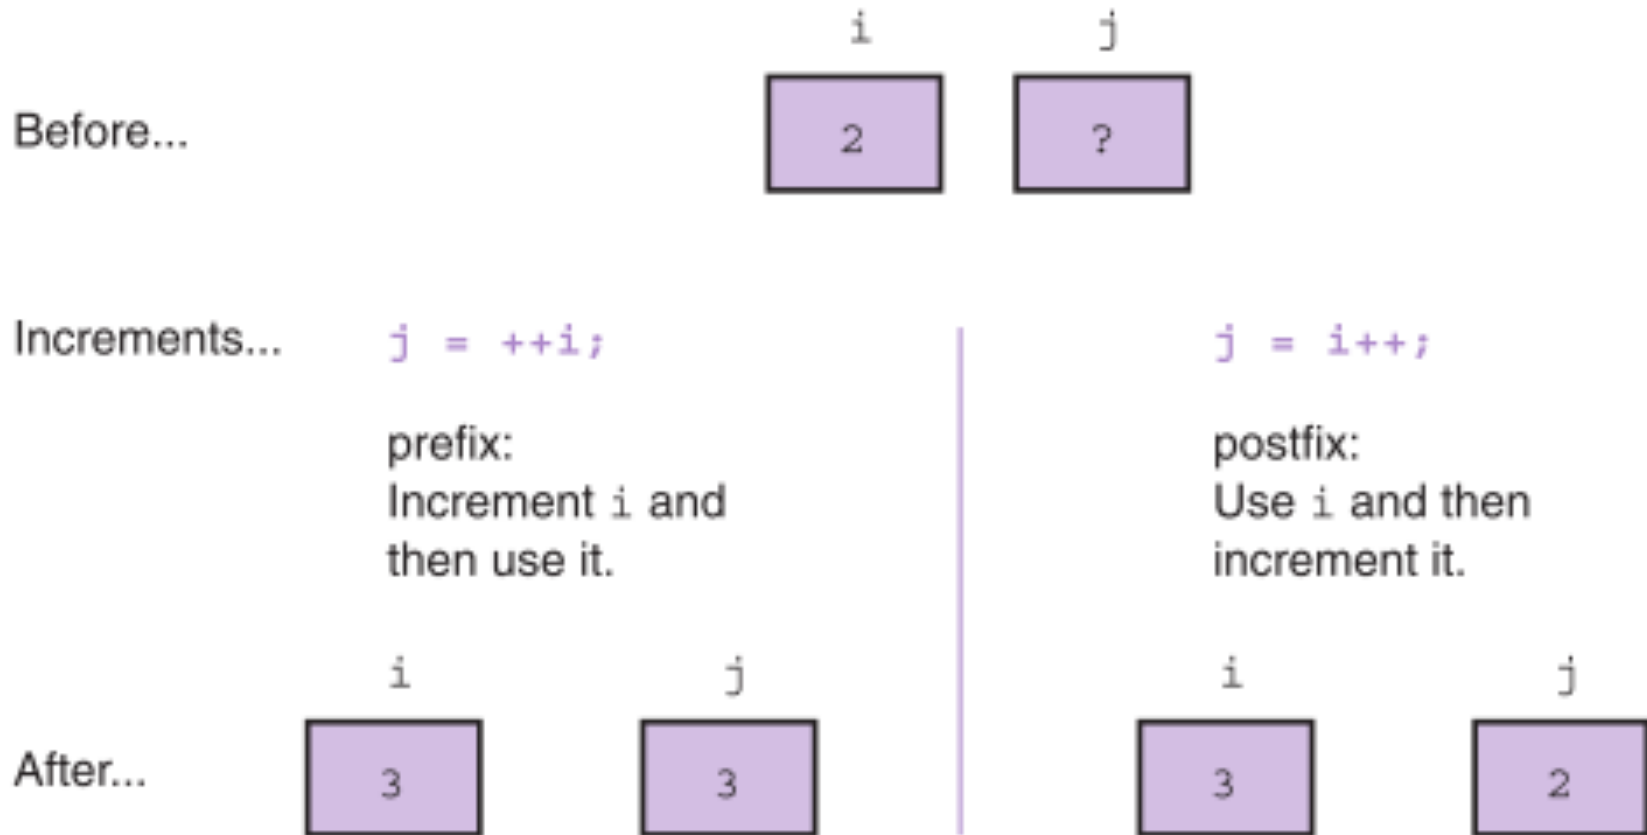 i j
Before... 2 ?
Increments... j = ++i; j = i++;
prefix: postfix:
Increment i and Use i and then
then use it. increment it.
i j i j
After... 3 3 3 2